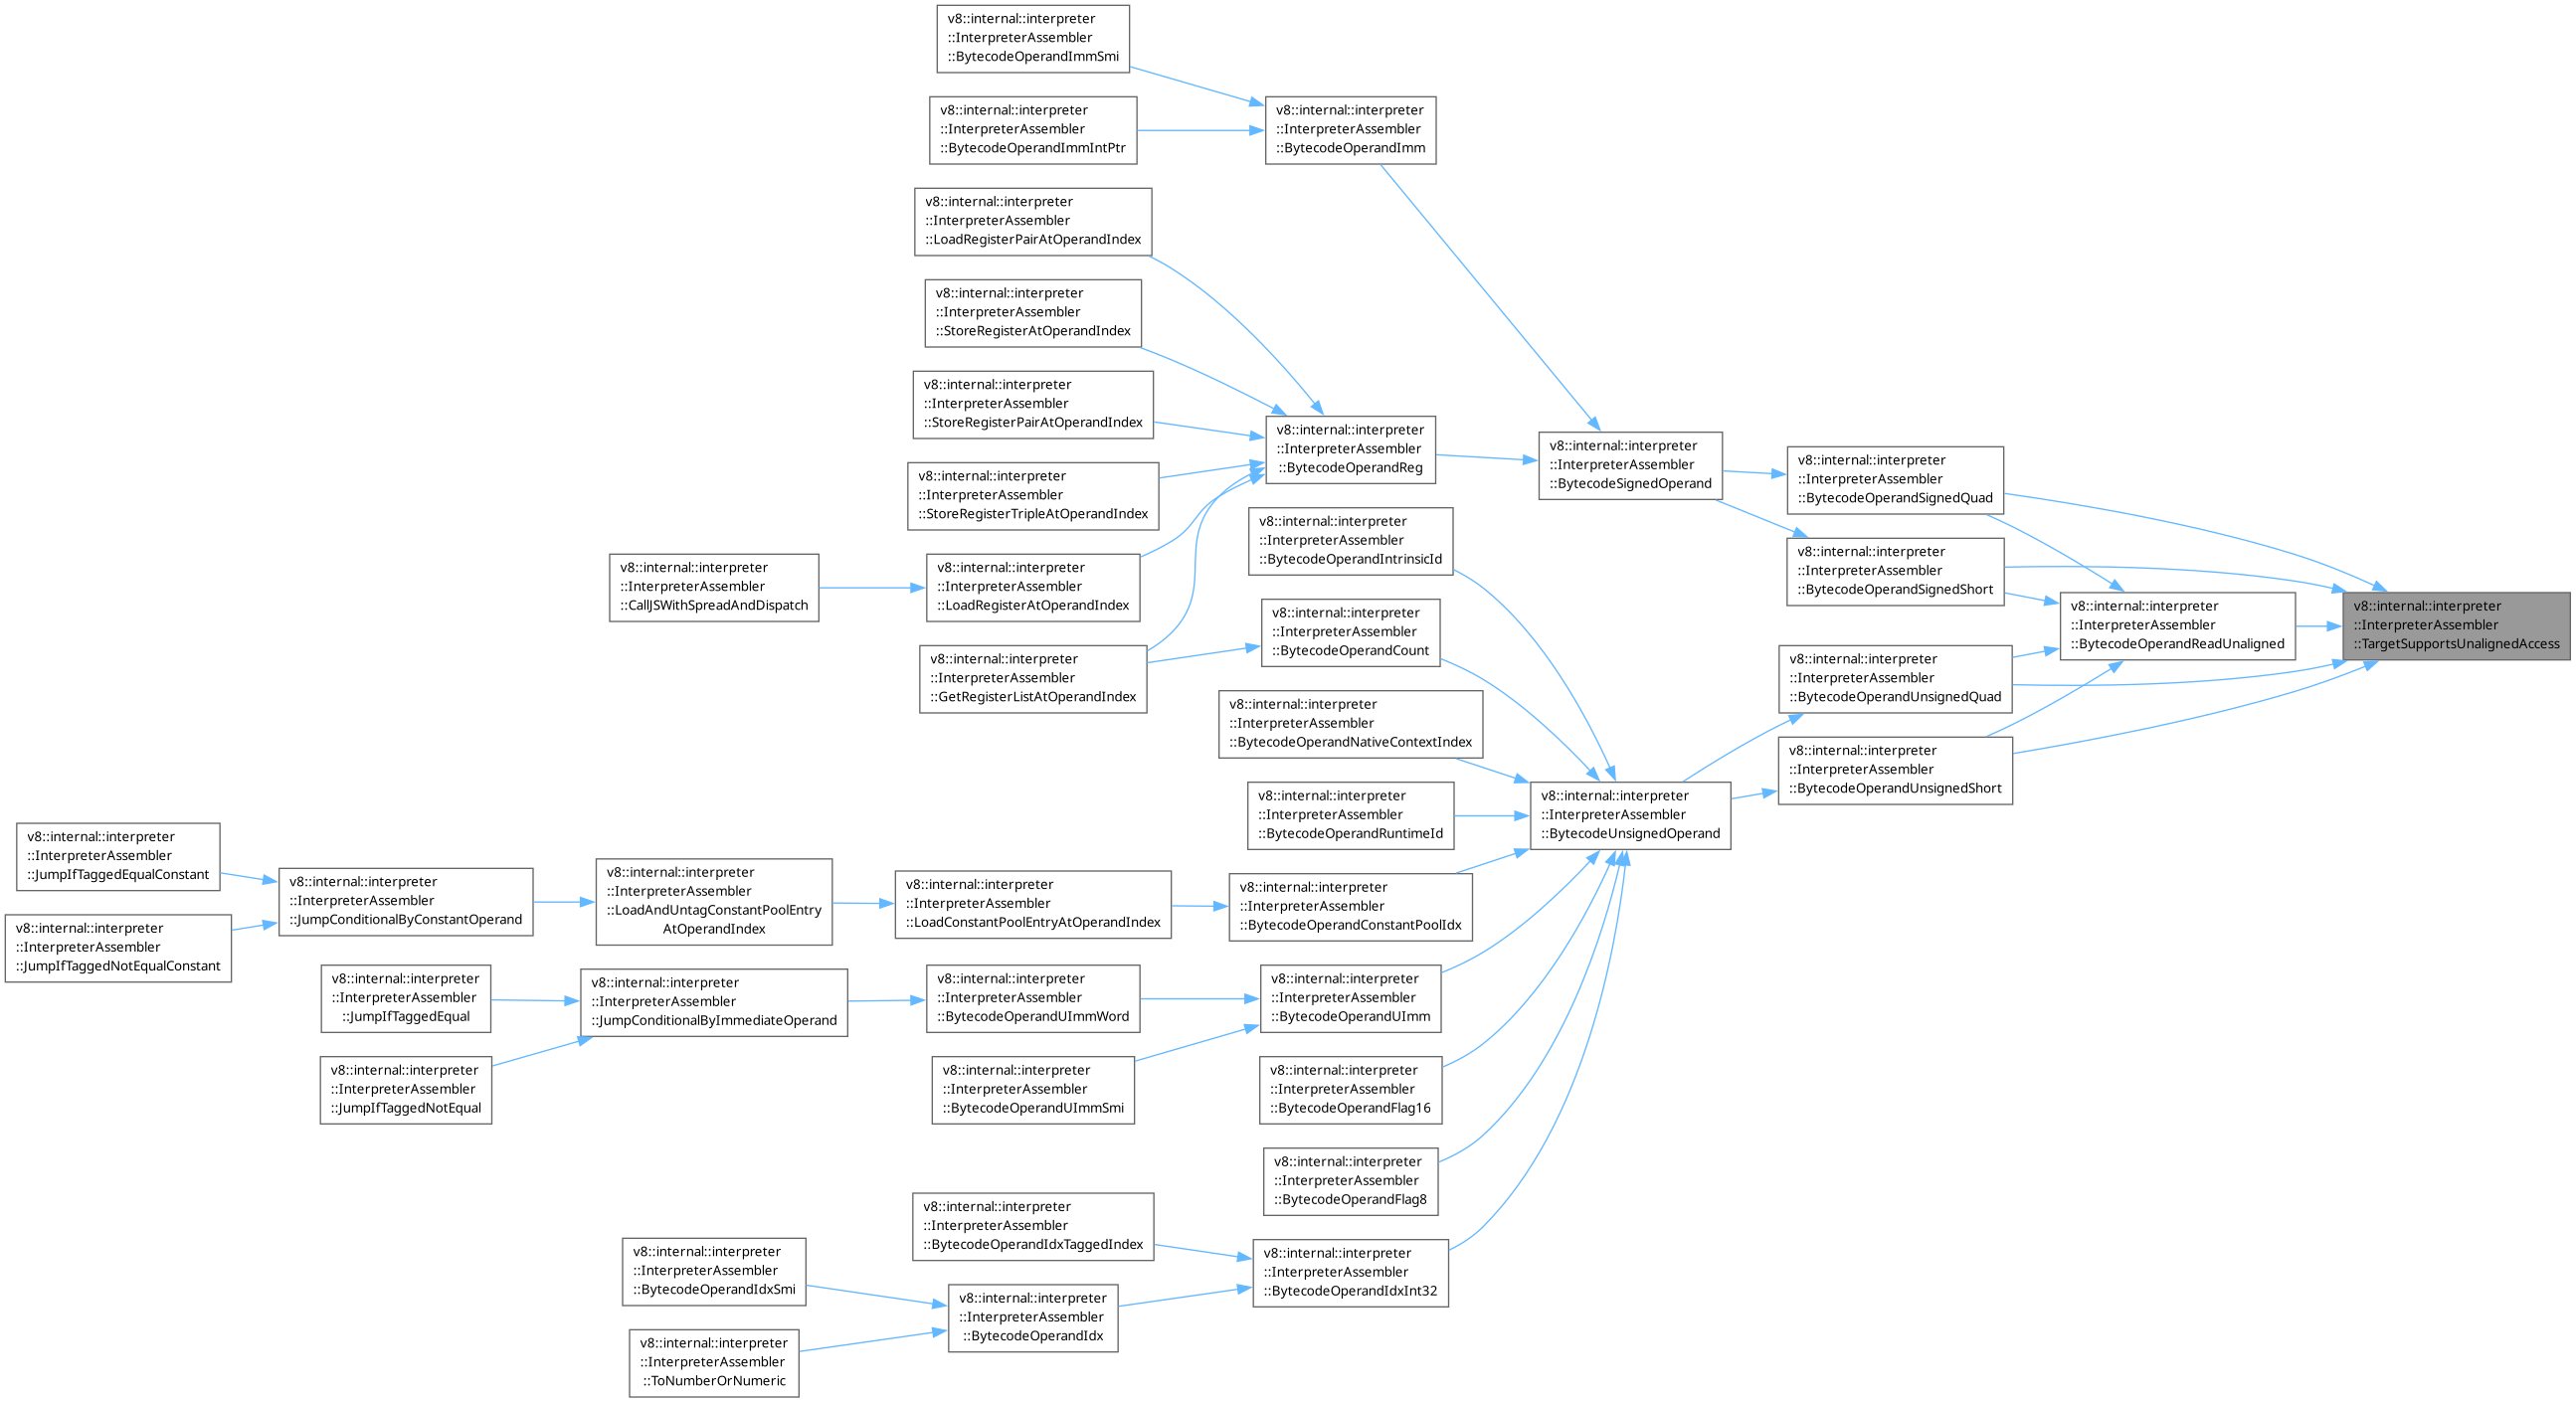 v8::internal::interpreter
::InterpreterAssembler
::BytecodeOperandImmSmi
v8::internal::interpreter
::InterpreterAssembler
::BytecodeOperandImmIntPtr
v8::internal::interpreter
::InterpreterAssembler
::BytecodeOperandImm
v8::internal::interpreter
::InterpreterAssembler
::LoadRegisterPairAtOperandIndex
v8::internal::interpreter
::InterpreterAssembler
::StoreRegisterAtOperandIndex
v8::internal::interpreter
::InterpreterAssembler
::StoreRegisterPairAtOperandIndex
v8::internal::interpreter
::InterpreterAssembler
::BytecodeOperandReg
v8::internal::interpreter
::InterpreterAssembler
::BytecodeSignedOperand
v8::internal::interpreter
::InterpreterAssembler
::BytecodeOperandSignedQuad
v8::internal::interpreter
::InterpreterAssembler
::StoreRegisterTripleAtOperandIndex
v8::internal::interpreter
::InterpreterAssembler
::BytecodeOperandIntrinsicId
v8::internal::interpreter
::InterpreterAssembler
::BytecodeOperandSignedShort
v8::internal::interpreter
::InterpreterAssembler
::CallJSWithSpreadAndDispatch
v8::internal::interpreter
::InterpreterAssembler
::LoadRegisterAtOperandIndex
v8::internal::interpreter
::InterpreterAssembler
::BytecodeOperandCount
v8::internal::interpreter
::InterpreterAssembler
::BytecodeOperandReadUnaligned
v8::internal::interpreter
::InterpreterAssembler
::TargetSupportsUnalignedAccess
v8::internal::interpreter
::InterpreterAssembler
::GetRegisterListAtOperandIndex
v8::internal::interpreter
::InterpreterAssembler
::BytecodeOperandUnsignedQuad
v8::internal::interpreter
::InterpreterAssembler
::BytecodeOperandNativeContextIndex
v8::internal::interpreter
::InterpreterAssembler
::BytecodeOperandUnsignedShort
v8::internal::interpreter
::InterpreterAssembler
::BytecodeOperandRuntimeId
v8::internal::interpreter
::InterpreterAssembler
::BytecodeUnsignedOperand
v8::internal::interpreter
::InterpreterAssembler
::JumpIfTaggedEqualConstant
v8::internal::interpreter
::InterpreterAssembler
::JumpConditionalByConstantOperand
v8::internal::interpreter
::InterpreterAssembler
::LoadAndUntagConstantPoolEntry
AtOperandIndex
v8::internal::interpreter
::InterpreterAssembler
::LoadConstantPoolEntryAtOperandIndex
v8::internal::interpreter
::InterpreterAssembler
::BytecodeOperandConstantPoolIdx
v8::internal::interpreter
::InterpreterAssembler
::JumpIfTaggedNotEqualConstant
v8::internal::interpreter
::InterpreterAssembler
::JumpIfTaggedEqual
v8::internal::interpreter
::InterpreterAssembler
::JumpConditionalByImmediateOperand
v8::internal::interpreter
::InterpreterAssembler
::BytecodeOperandUImmWord
v8::internal::interpreter
::InterpreterAssembler
::BytecodeOperandUImm
v8::internal::interpreter
::InterpreterAssembler
::JumpIfTaggedNotEqual
v8::internal::interpreter
::InterpreterAssembler
::BytecodeOperandUImmSmi
v8::internal::interpreter
::InterpreterAssembler
::BytecodeOperandFlag16
v8::internal::interpreter
::InterpreterAssembler
::BytecodeOperandFlag8
v8::internal::interpreter
::InterpreterAssembler
::BytecodeOperandIdxTaggedIndex
v8::internal::interpreter
::InterpreterAssembler
::BytecodeOperandIdxSmi
v8::internal::interpreter
::InterpreterAssembler
::BytecodeOperandIdxInt32
v8::internal::interpreter
::InterpreterAssembler
::BytecodeOperandIdx
v8::internal::interpreter
::InterpreterAssembler
::ToNumberOrNumeric